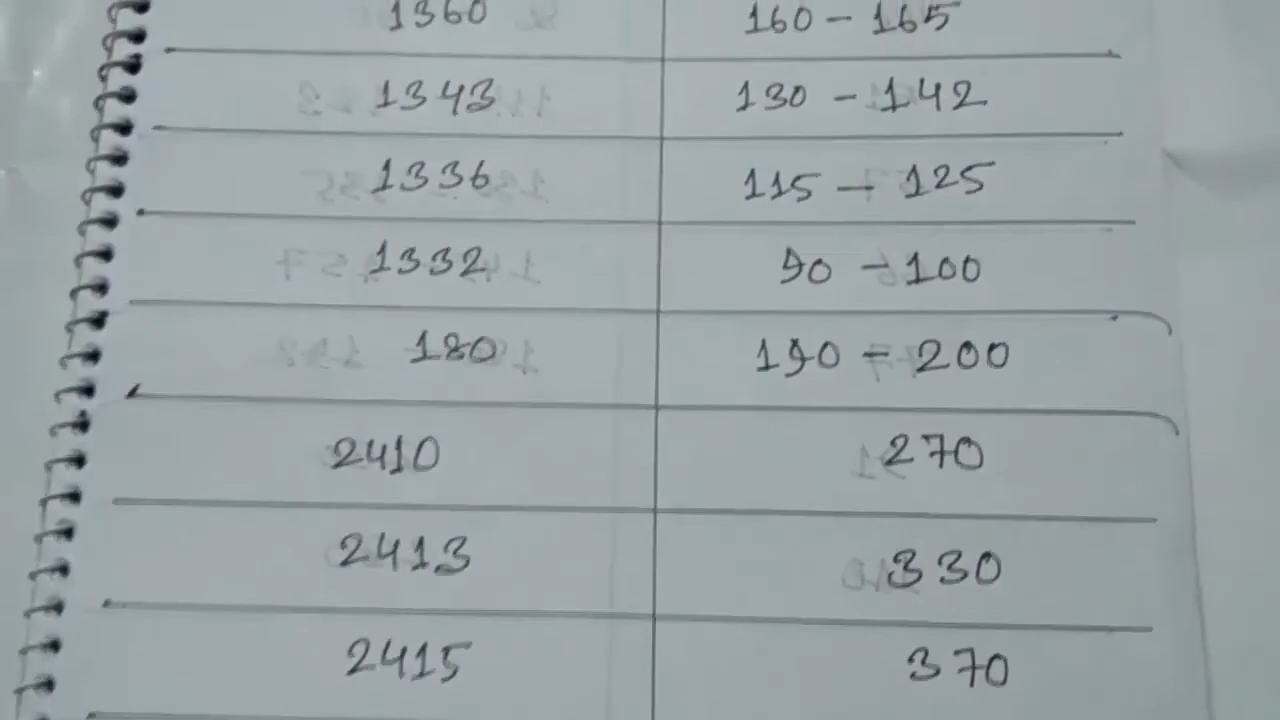 1360 160 - 165
1343 130 - 142
1336 115 - 125
1332 90 - 100
180 190 - 200
2410 270
2413 330
2415 370